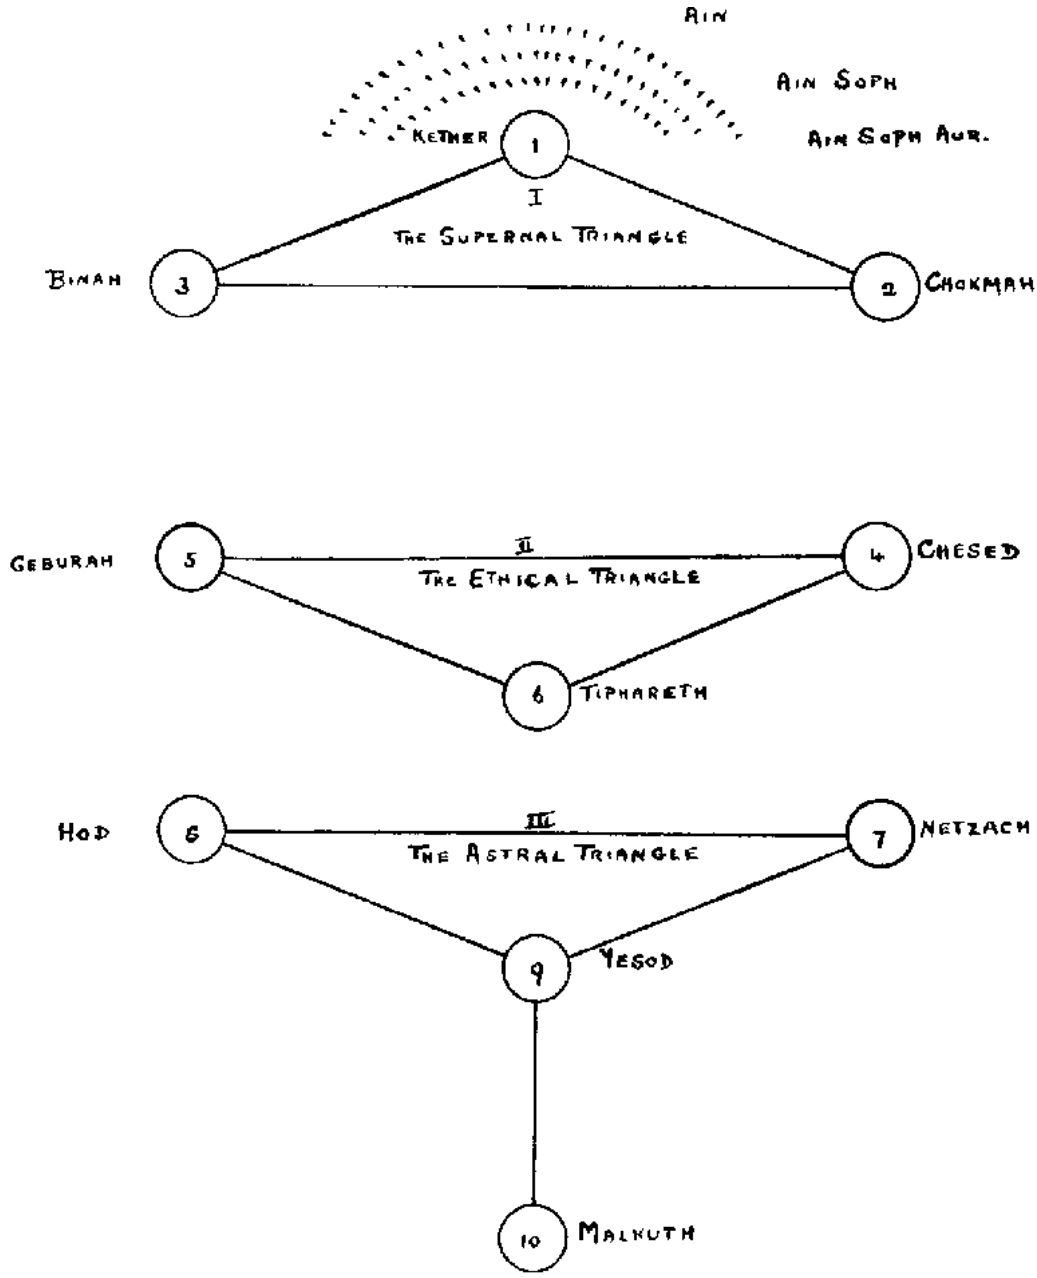 AIN
AIN SOPH
KETHER 1 AIN SOPH AUR.
I
THE SUPERNAL TRIANGLE
BINAH 3 2 CHOKMAH
II
GEBURAH 5 4 CHESED
THE ETHICAL TRIANGLE
6 TIPHARETH
III
HOD 8 7 NETZACH
THE ASTRAL TRIANGLE
9 YESOD
10 MALKUTH